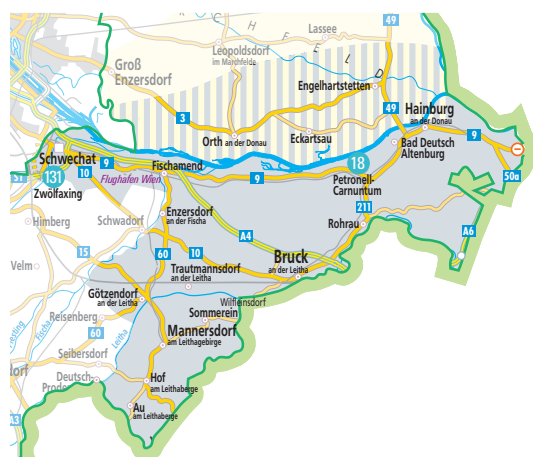 R C H F E L D
49
Lassee
Leopoldsdorf
im Marchfelde
Groß
Enzersdorf
Engelhartstetten
3
49
Hainburg
an der Donau
Orth an der Donau
Eckartsau
9
Bad Deutsch
Altenburg
Schwechat
9
10
Fischamend
18
50a
131
Flughafen Wien
9
Petronell-
Carnuntum
Zwölfaxing
211
Himberg
Schwadorf
Enzersdorf
an der Fischa
Rohrau
A4
A6
15
60
10
Bruck
an der Leitha
Velm
Trautmannsdorf
an der Leitha
Götzendorf
an der Leitha
Wilfleinsdorf
Reisenberg
Sommerein
60
Fischa
Leitha
Mannersdorf
am Leithagebirge
Seibersdorf
dorf
Deutsch-
Prode
Hof
am Leithaberge
Au
am Leithaberge